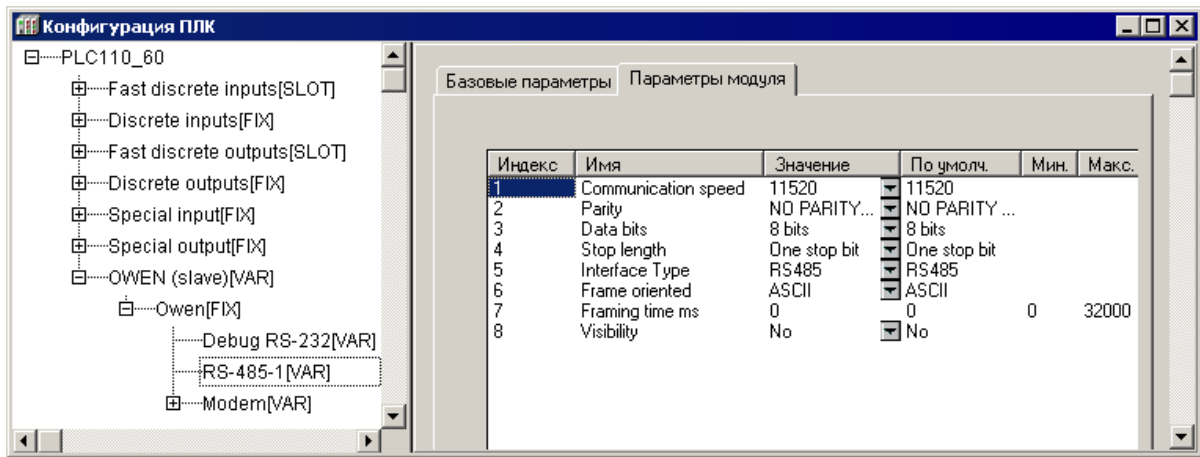 Конфигурация ПЛК
PLC110_60
Fast discrete inputs[SLOT]
Discrete inputs[FIX]
Fast discrete outputs[SLOT]
Discrete outputs[FIX]
Special input[FIX]
Special output[FIX]
OWEN (slave)[VAR]
Owen[FIX]
Debug RS-232[VAR]
RS-485-1[VAR]
Modem[VAR]
Базовые параметры Параметры модуля
Индекс Имя Значение По умолч. Мин. Макс.
1 Communication speed 11520 11520
2 Parity NO PARITY... NO PARITY ...
3 Data bits 8 bits 8 bits
4 Stop length One stop bit One stop bit
5 Interface Type RS485 RS485
6 Frame oriented ASCII ASCII
7 Framing time ms 0 0 0 32000
8 Visibility No No